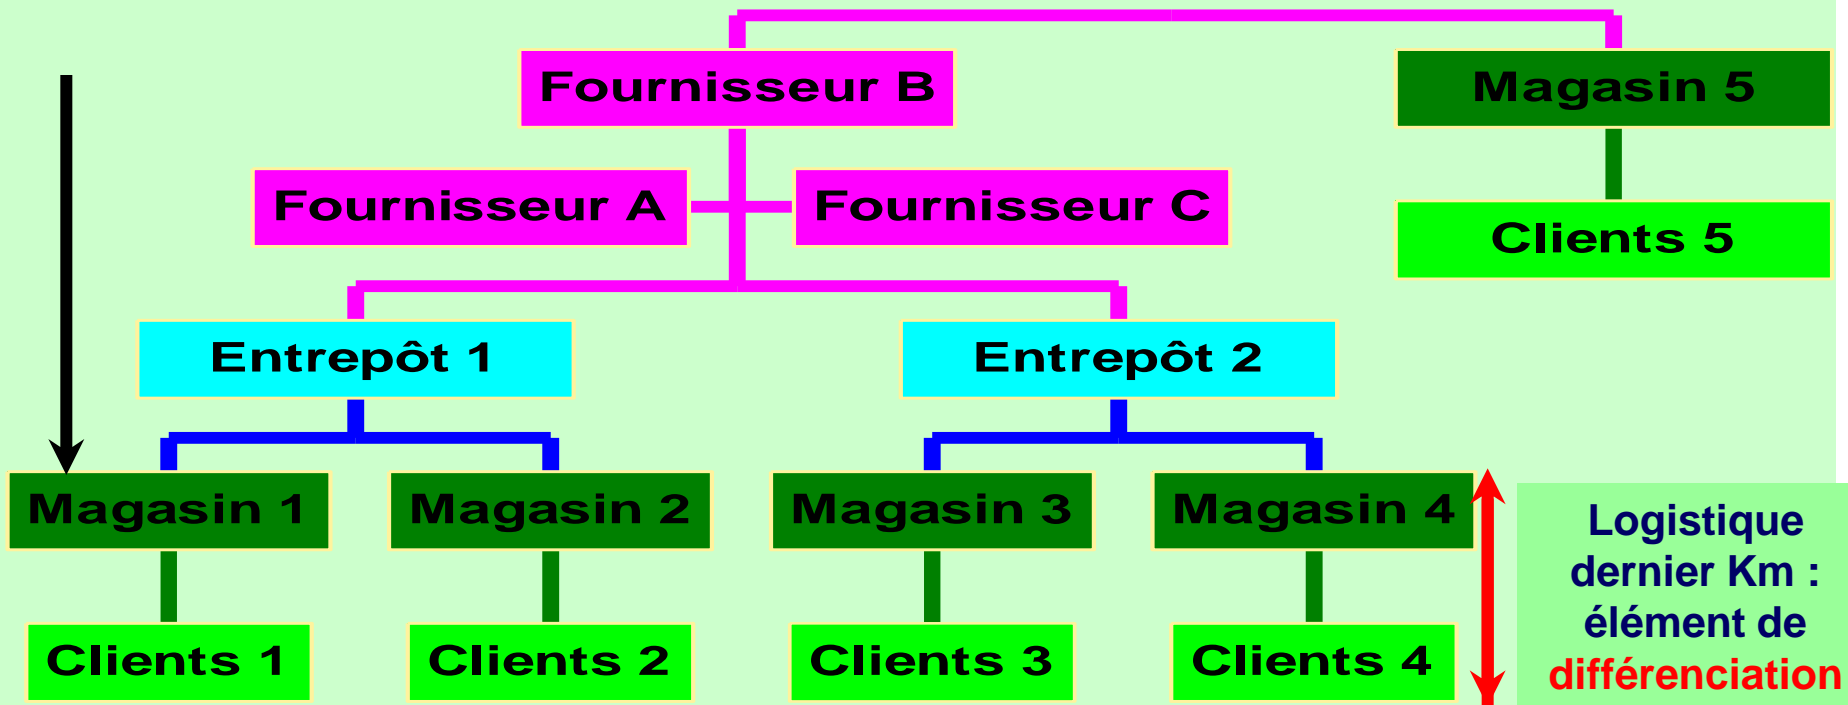 Fournisseur B
Magasin 5
Fournisseur A
Fournisseur C
Clients 5
Entrepôt 1
Entrepôt 2
Magasin 1
Magasin 2
Magasin 3
Magasin 4
Logistique
dernier Km :
élément de
différenciation
Clients 1
Clients 2
Clients 3
Clients 4